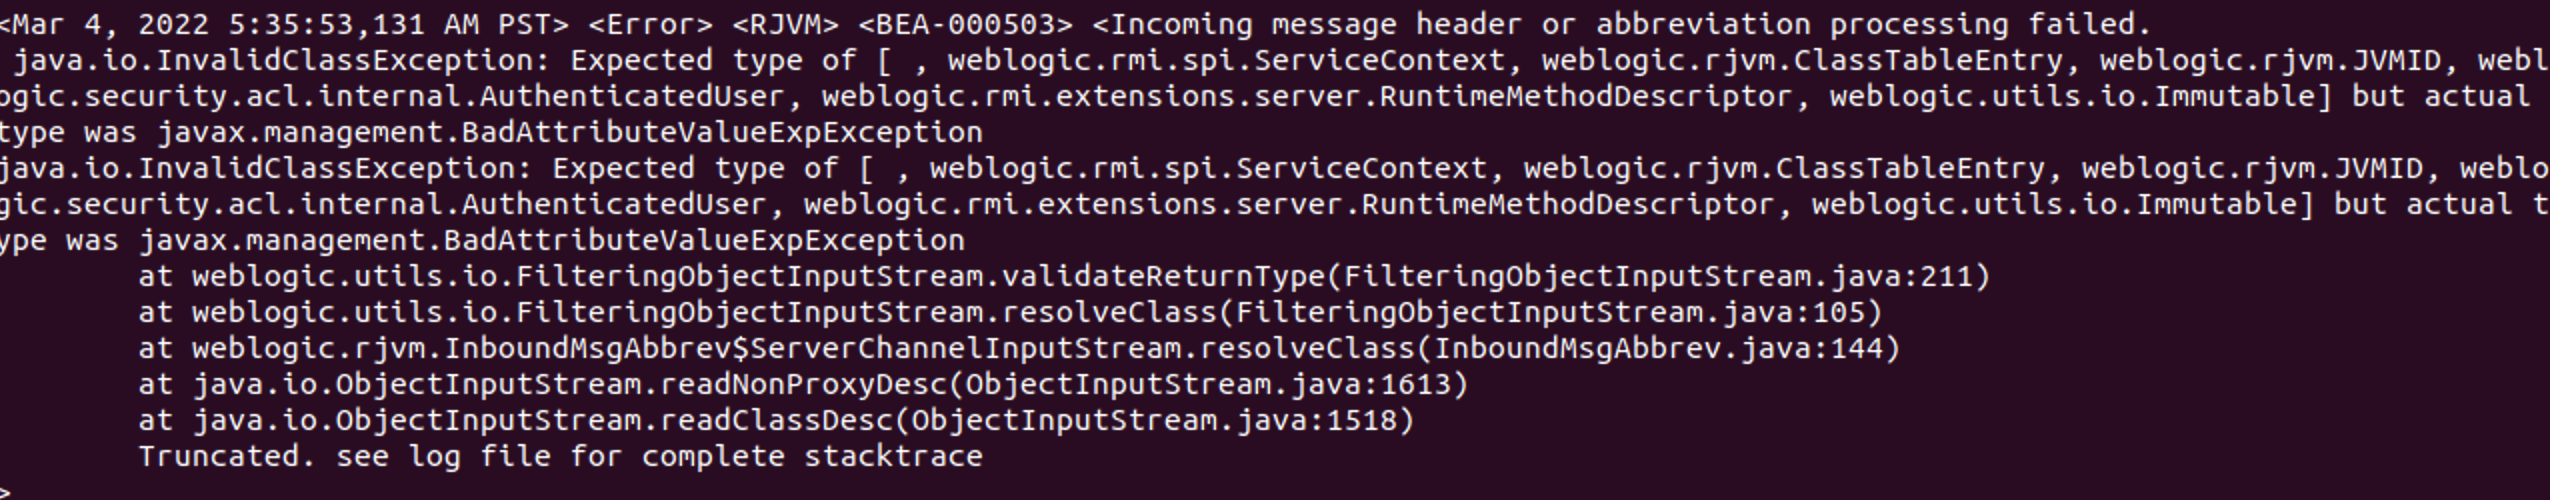 <Mar 4, 2022 5:35:53,131 AM PST> <Error> <RJVM> <BEA-000503> <Incoming message header or abbreviation processing failed.
 java.io.InvalidClassException: Expected type of [ , weblogic.rmi.spi.ServiceContext, weblogic.rjvm.ClassTableEntry, weblogic.rjvm.JVMID, webl
ogic.security.acl.internal.AuthenticatedUser, weblogic.rmi.extensions.server.RuntimeMethodDescriptor, weblogic.utils.io.Immutable] but actual
type was javax.management.BadAttributeValueExpException
java.io.InvalidClassException: Expected type of [ , weblogic.rmi.spi.ServiceContext, weblogic.rjvm.ClassTableEntry, weblogic.rjvm.JVMID, weblo
gic.security.acl.internal.AuthenticatedUser, weblogic.rmi.extensions.server.RuntimeMethodDescriptor, weblogic.utils.io.Immutable] but actual t
ype was javax.management.BadAttributeValueExpException
        at weblogic.utils.io.FilteringObjectInputStream.validateReturnType(FilteringObjectInputStream.java:211)
        at weblogic.utils.io.FilteringObjectInputStream.resolveClass(FilteringObjectInputStream.java:105)
        at weblogic.rjvm.InboundMsgAbbrev$ServerChannelInputStream.resolveClass(InboundMsgAbbrev.java:144)
        at java.io.ObjectInputStream.readNonProxyDesc(ObjectInputStream.java:1613)
        at java.io.ObjectInputStream.readClassDesc(ObjectInputStream.java:1518)
        Truncated. see log file for complete stacktrace
>